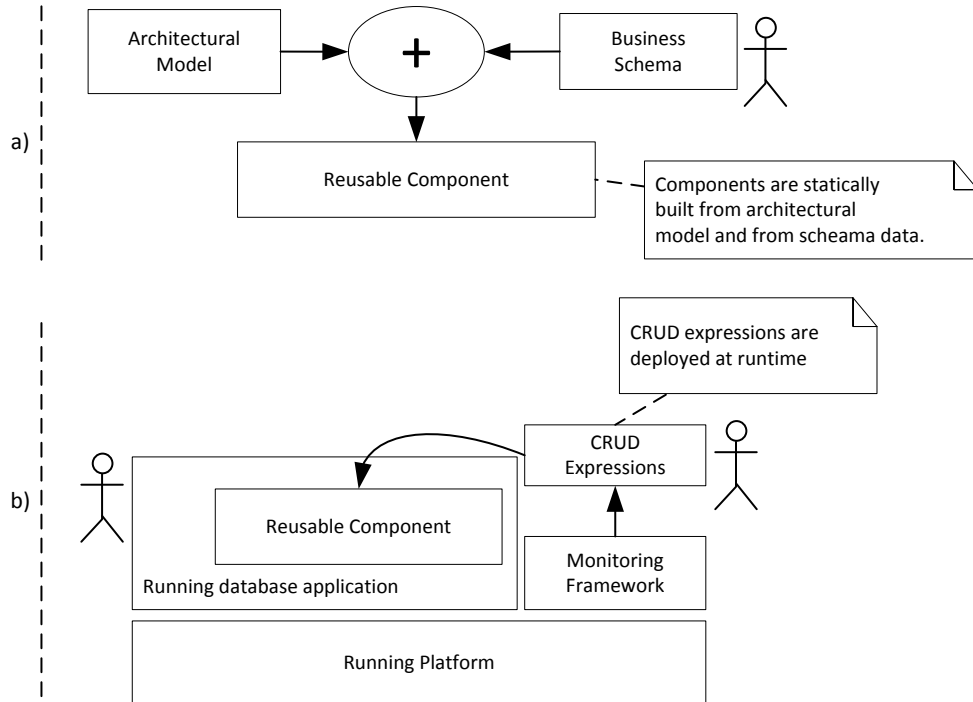 Architectural
Model
+
Business
Schema
a)
Reusable Component
Components are statically
built from architectural
model and from scheama data.
CRUD expressions are
deployed at runtime
CRUD
Expressions
b)
Reusable Component
Monitoring
Framework
Running database application
Running Platform